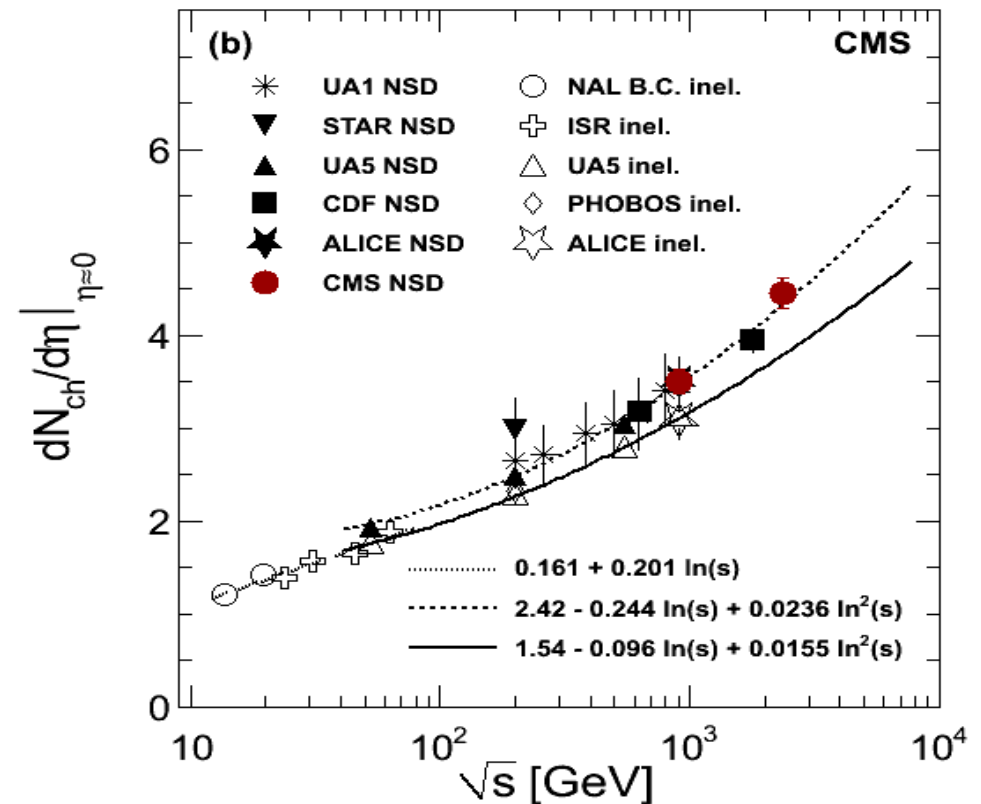 (b) CMS
UA1 NSD NAL B.C. inel.
STAR NSD ISR inel.
UA5 NSD UA5 inel.
CDF NSD PHOBOS inel.
ALICE NSD ALICE inel.
CMS NSD
6
4
2
0
dN_ch/dη|_η≈0
0.161 + 0.201 ln(s)
2.42 - 0.244 ln(s) + 0.0236 ln²(s)
1.54 - 0.096 ln(s) + 0.0155 ln²(s)
10 10² 10³ 10⁴
√s [GeV]